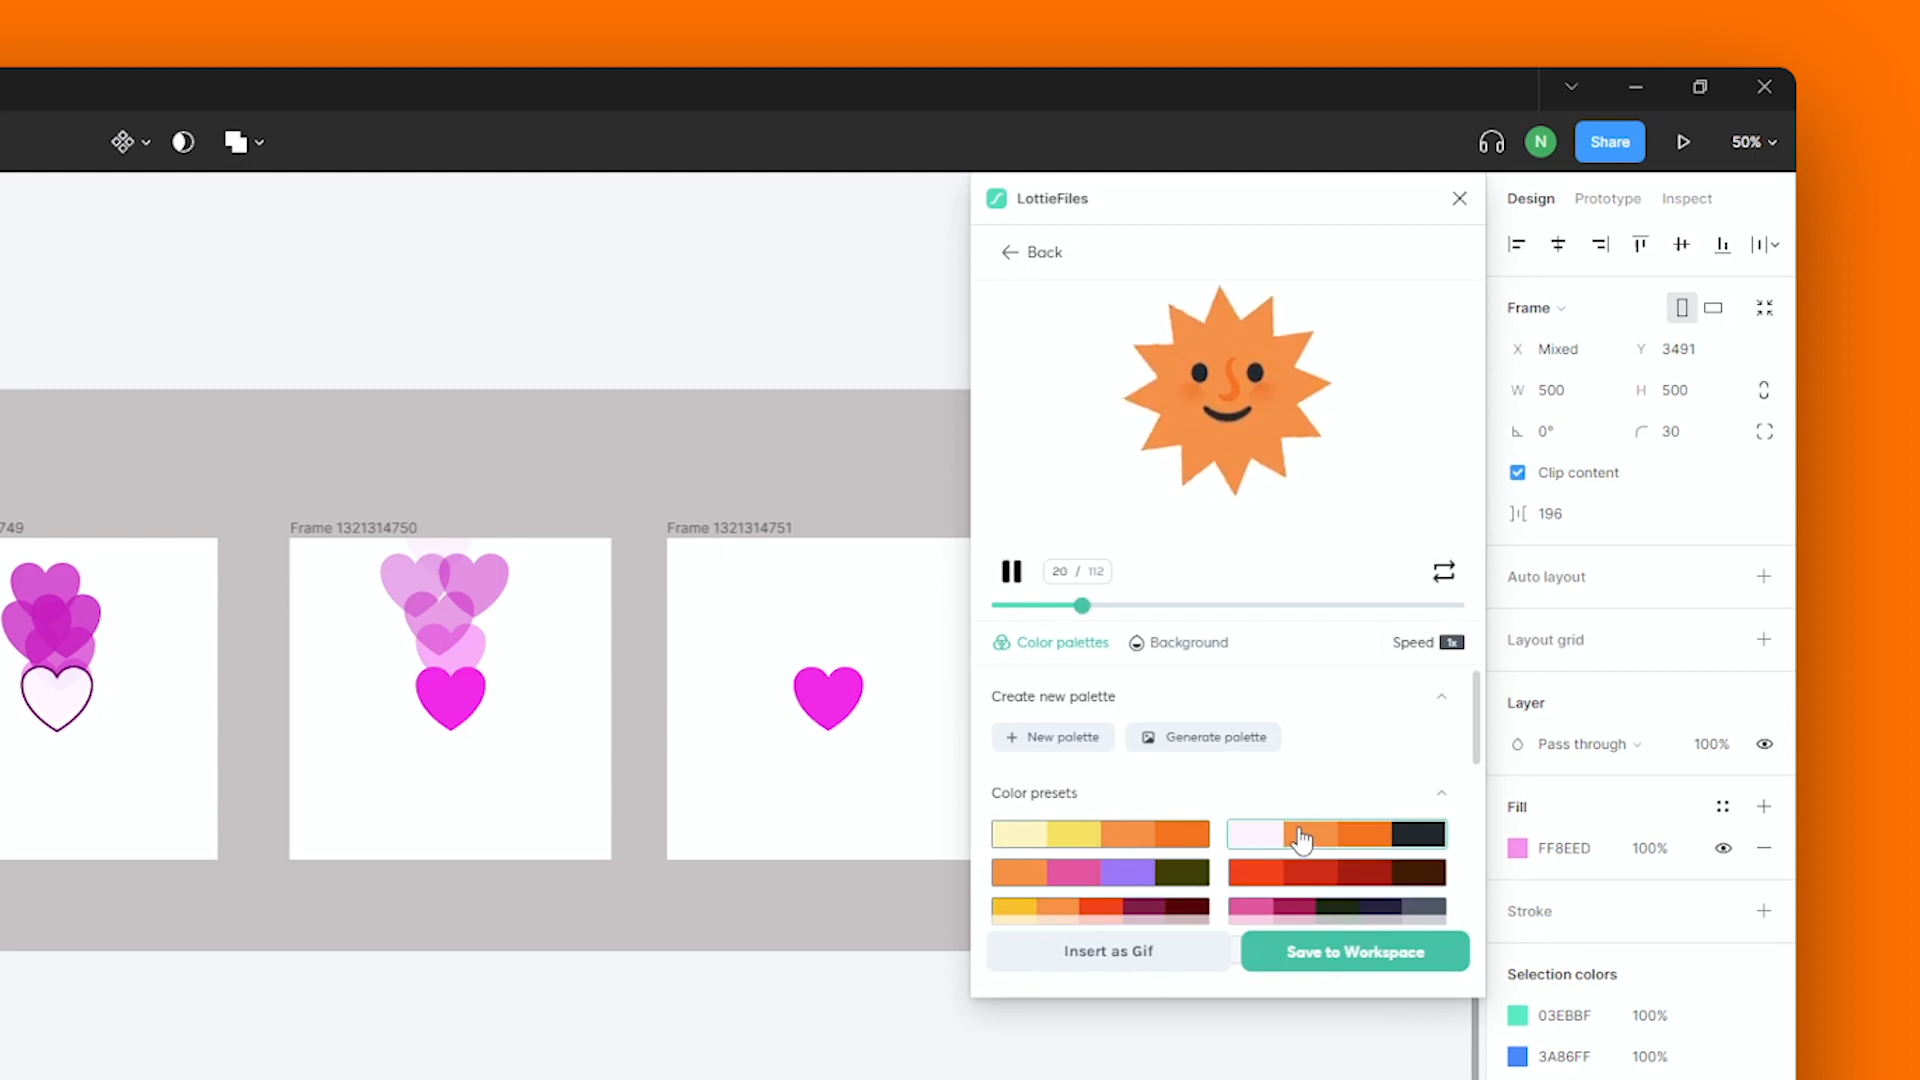 N
Share
50%
LottieFiles
Back
Design Prototype Inspect
Frame
X Mixed Y 3491
W 500 H 500
0° 30
Clip content
196
749
Frame 1321314750
Frame 1321314751
20 / 112
Auto layout
Color palettes Background Speed 1x
Layout grid
Create new palette
New palette Generate palette
Layer
Pass through 100%
Color presets
Fill
FF8EED 100%
Stroke
Insert as Gif Save to Workspace
Selection colors
03EBBF 100%
3A86FF 100%